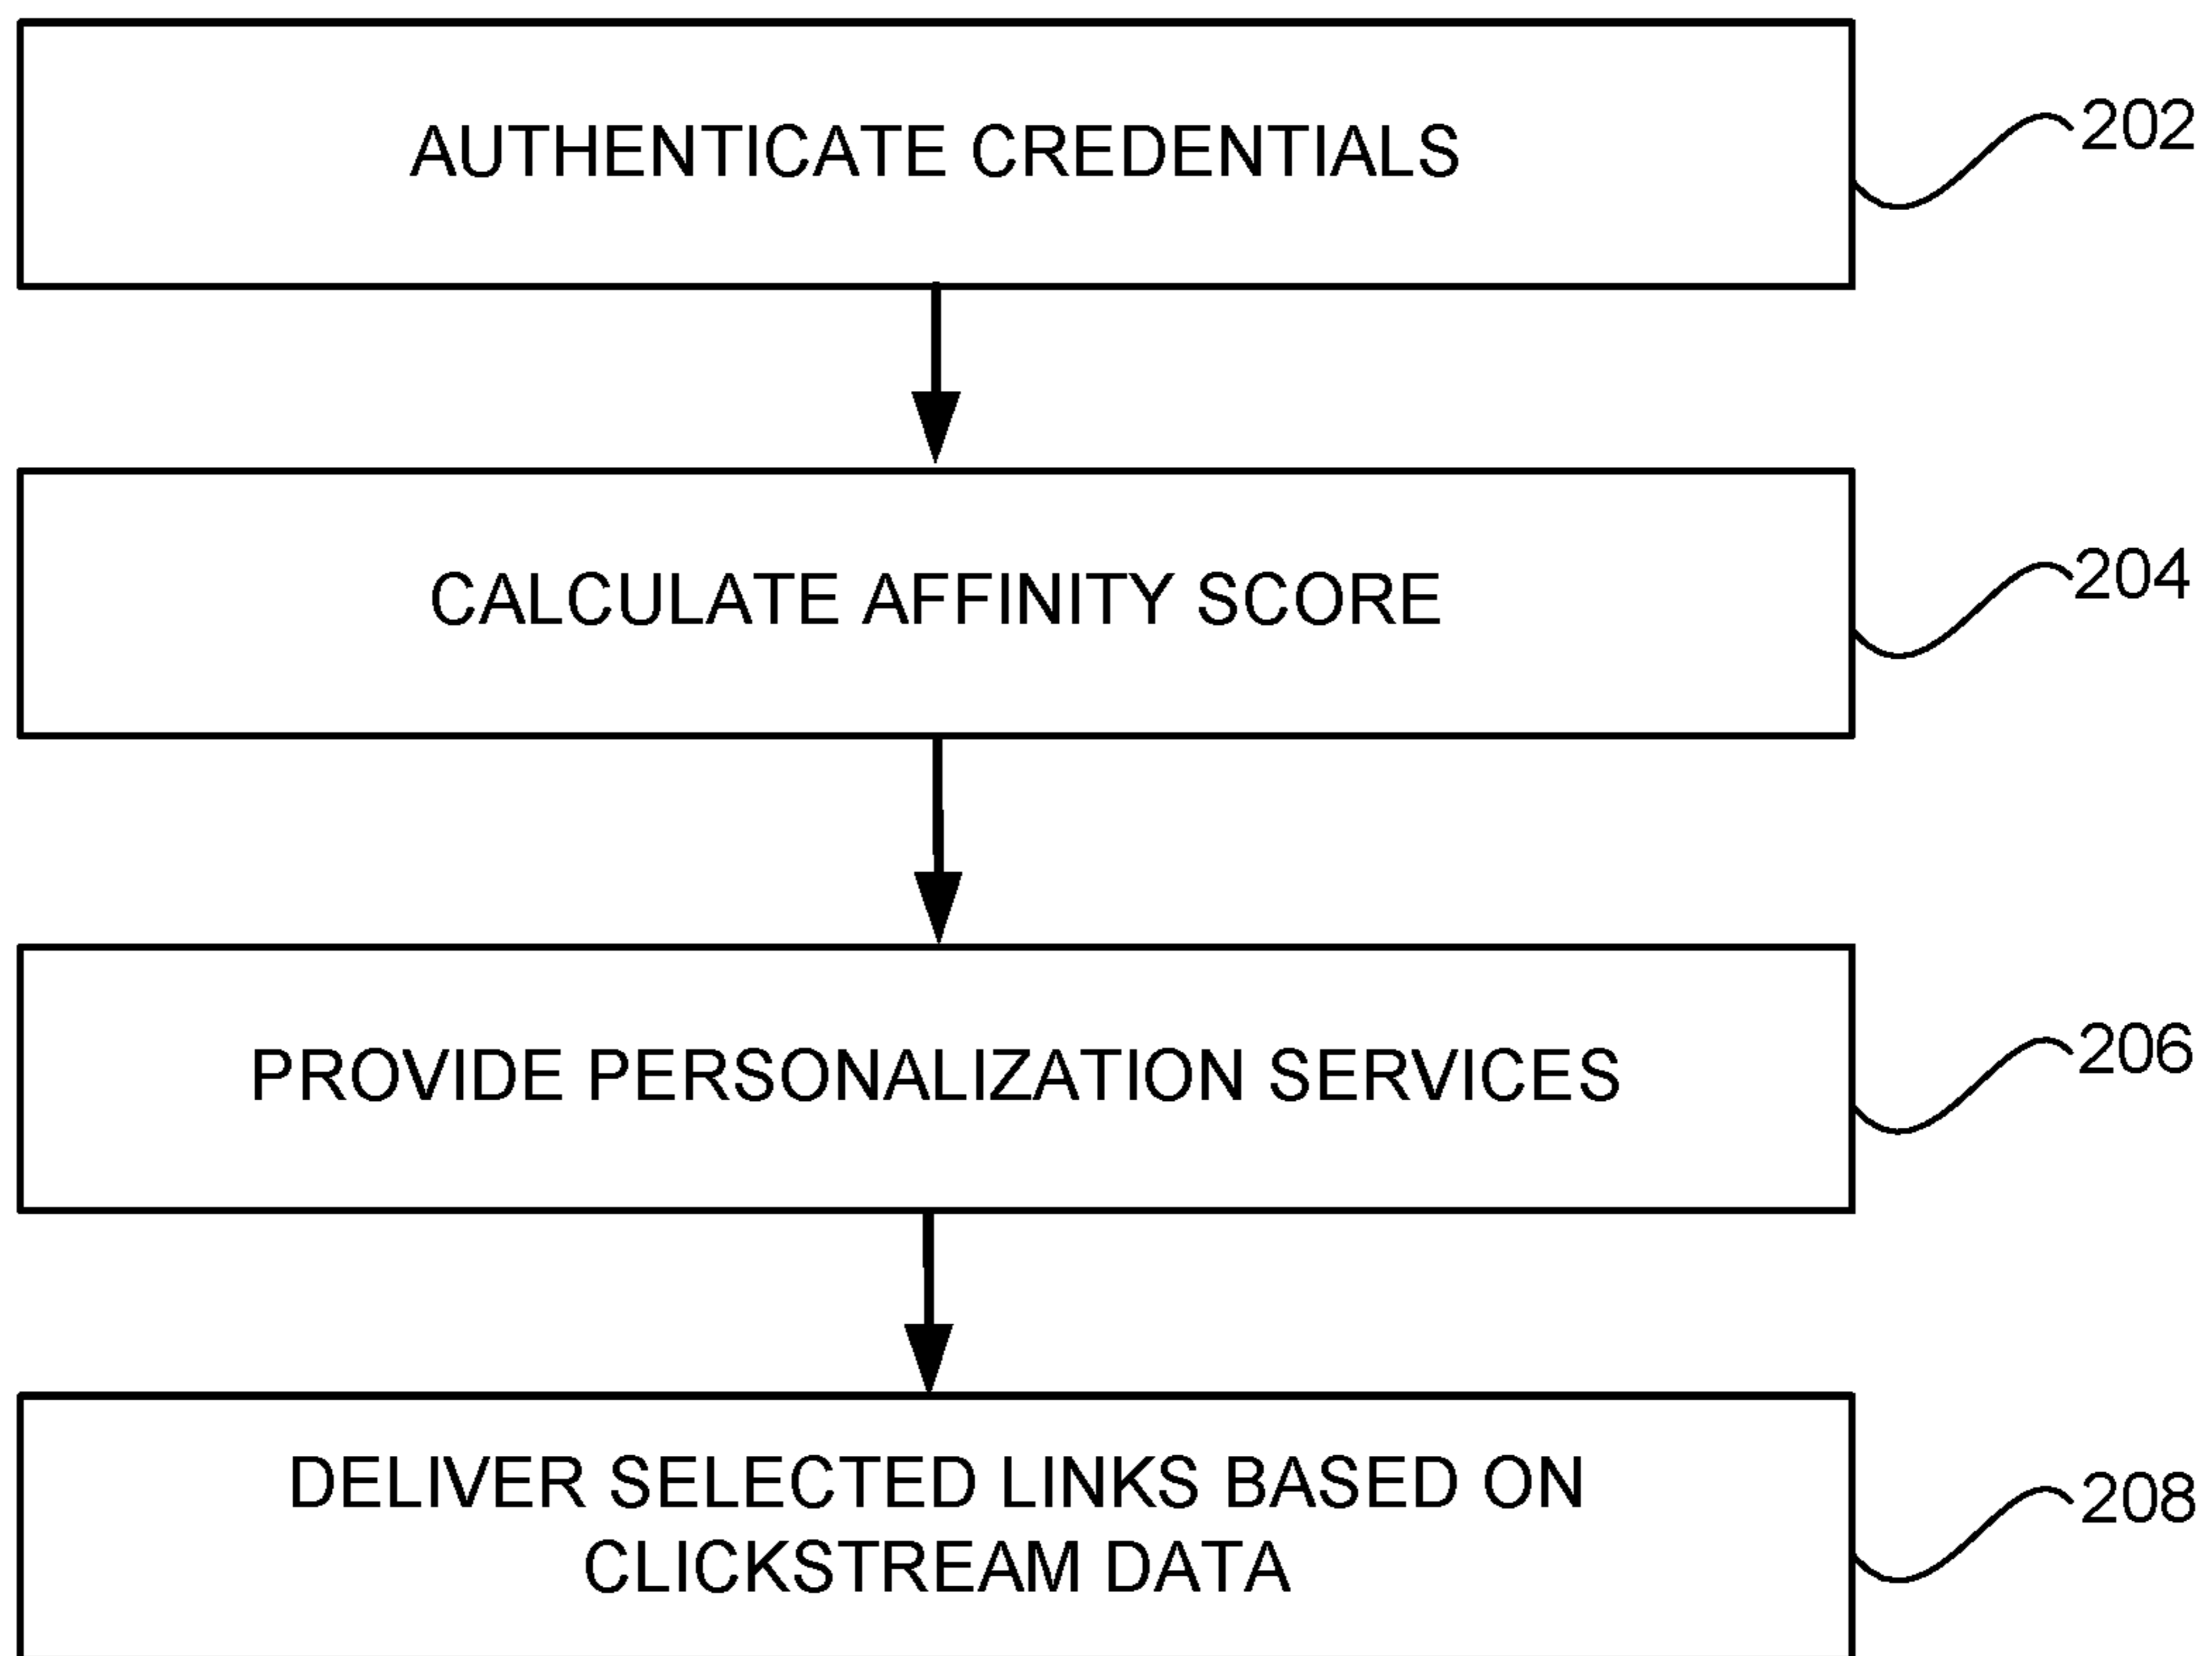 AUTHENTICATE CREDENTIALS
202
CALCULATE AFFINITY SCORE
204
PROVIDE PERSONALIZATION SERVICES
206
DELIVER SELECTED LINKS BASED ON
CLICKSTREAM DATA
208